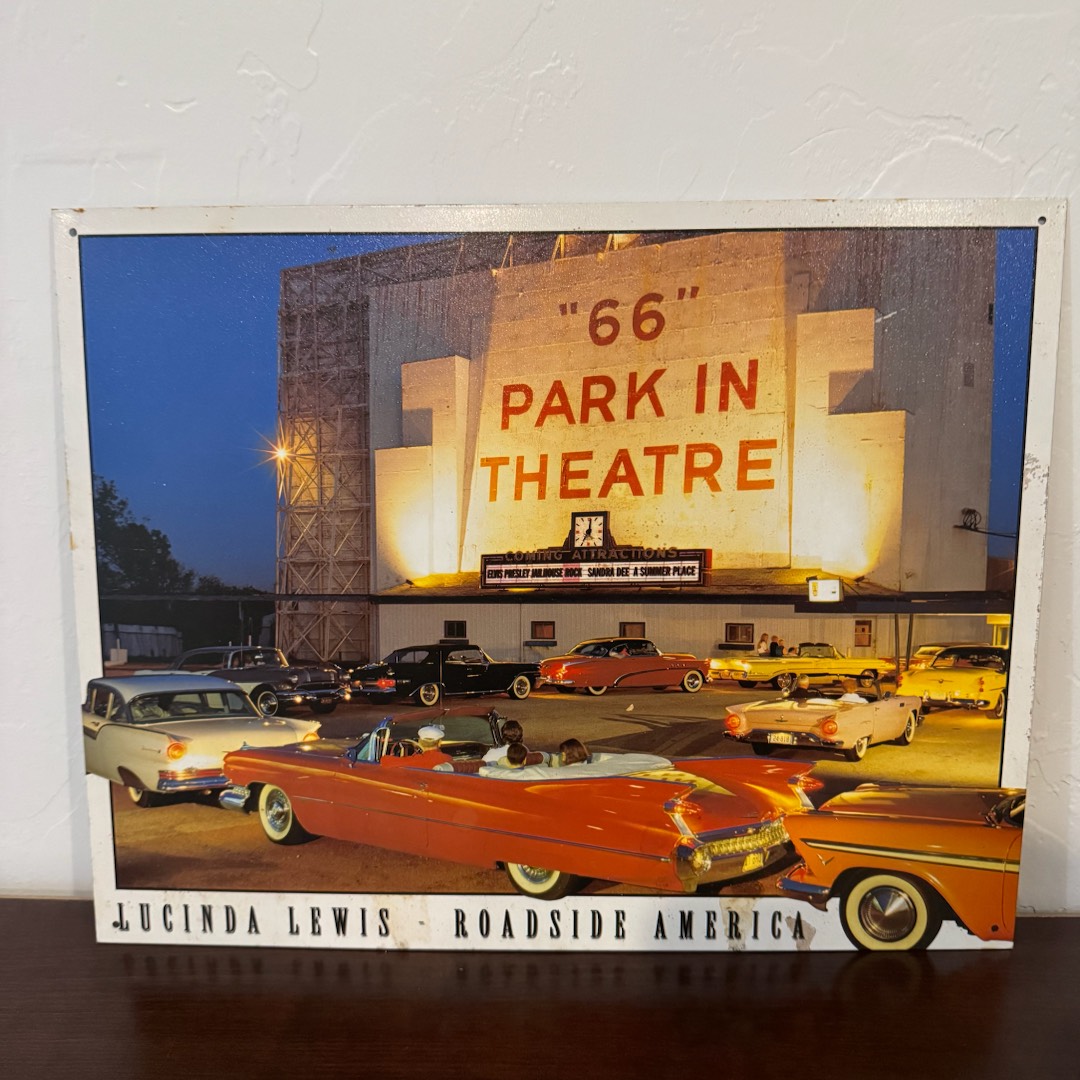 "66"
PARK IN
THEATRE
COMING ATTRACTIONS
ELVIS PRESLEY JAILHOUSE ROCK SANDRA DEE A SUMMER PLACE
LUCINDA LEWIS - ROADSIDE AMERICA